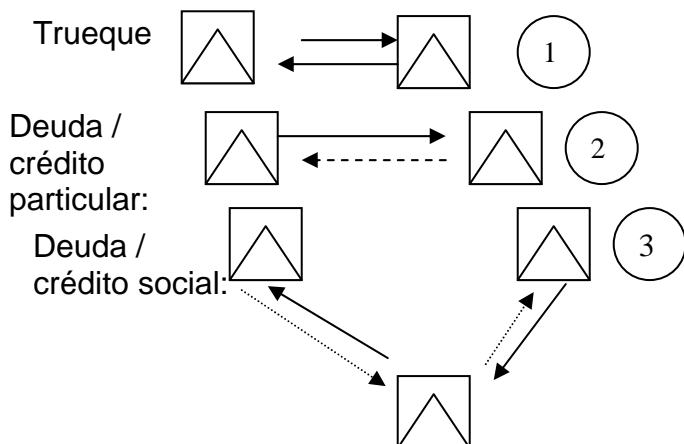 Trueque
1
Deuda /
crédito
particular:
2
Deuda /
crédito social:
3